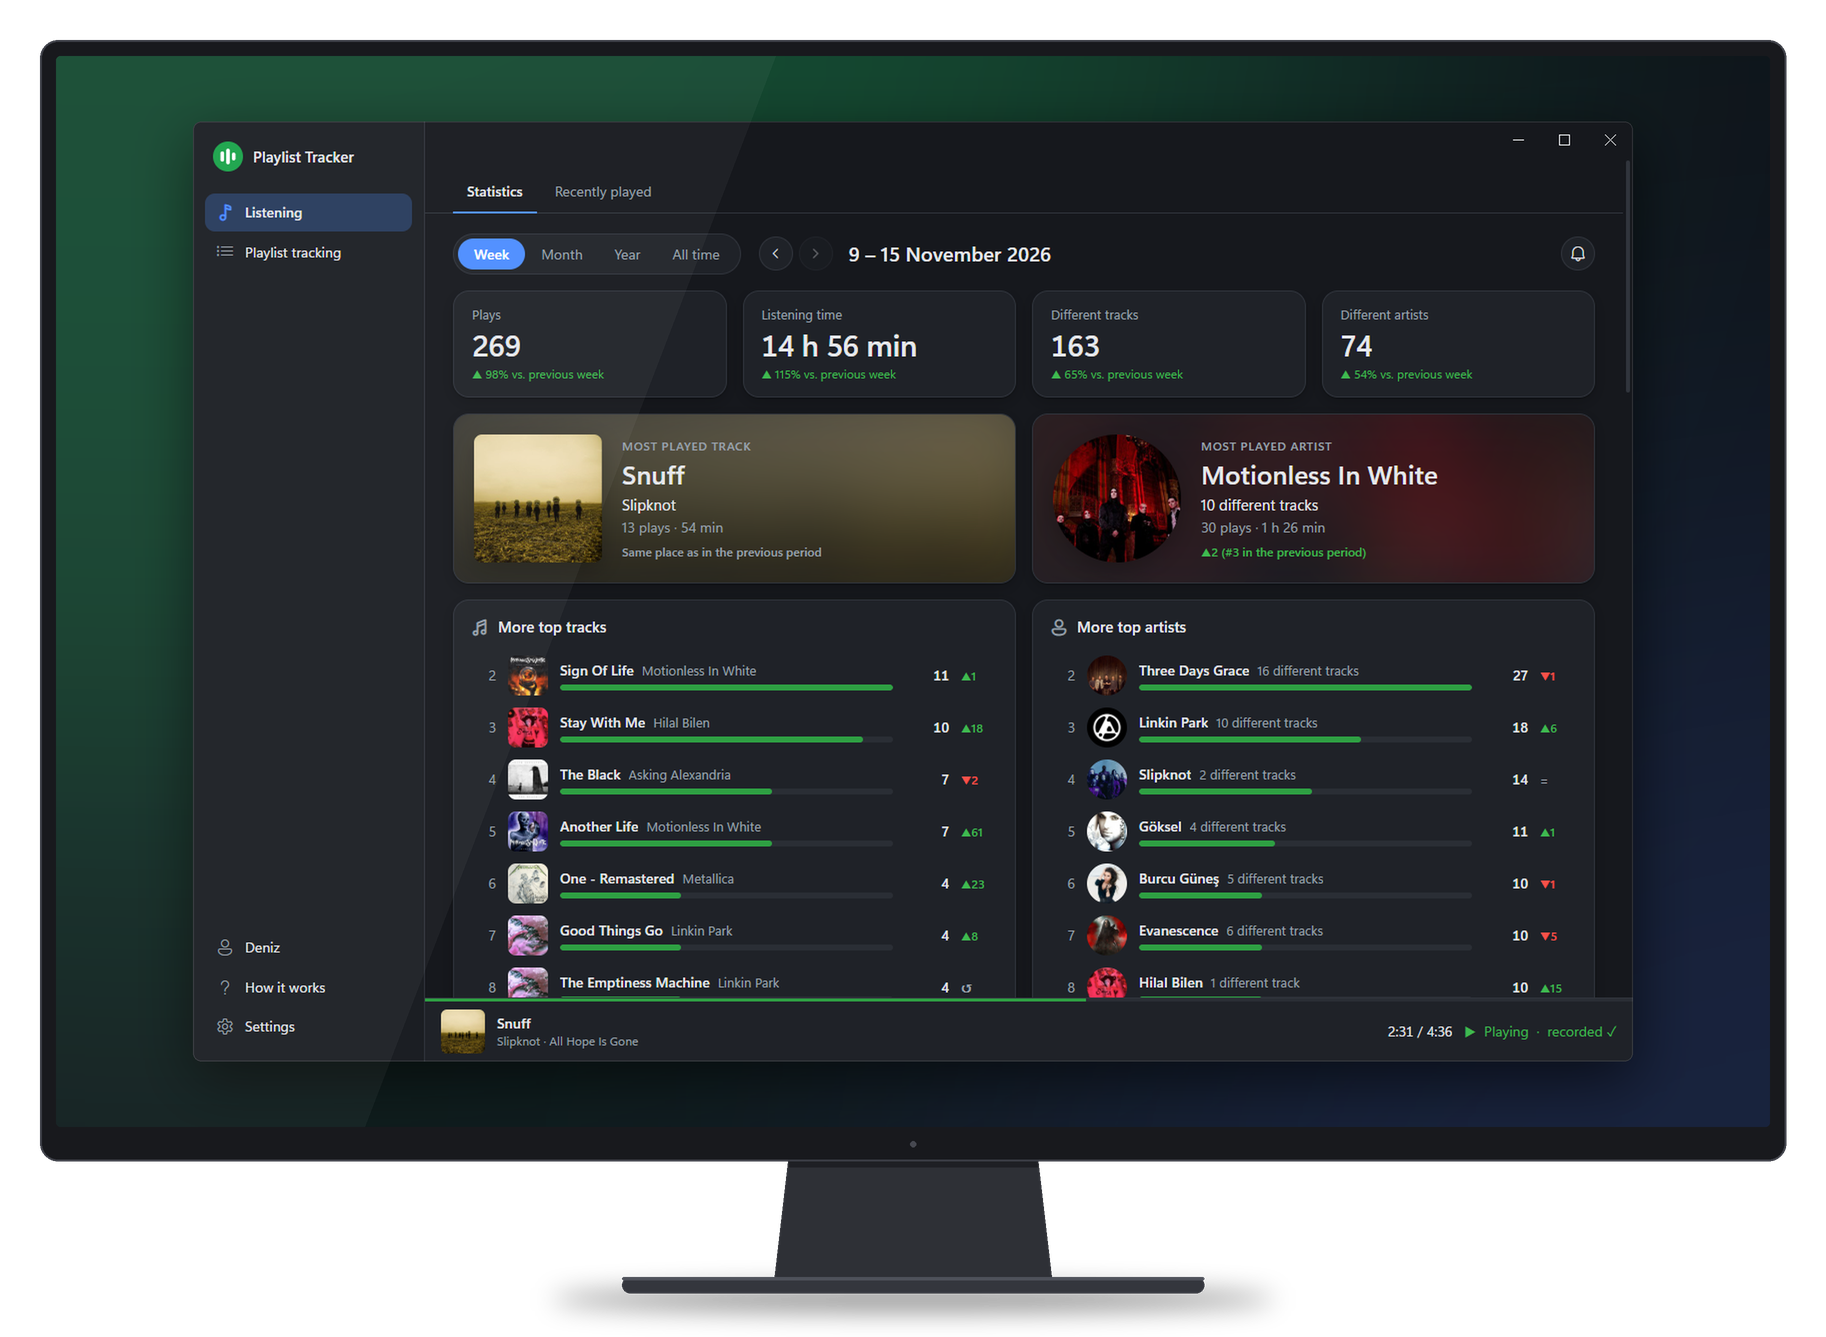 Playlist Tracker
Listening
Playlist tracking
Deniz
How it works
Settings
Statistics
Recently played
Week
Month
Year
All time
9 – 15 November 2026
Plays
269
▲ 98% vs. previous week
Listening time
14 h 56 min
▲ 115% vs. previous week
Different tracks
163
▲ 65% vs. previous week
Different artists
74
▲ 54% vs. previous week
MOST PLAYED TRACK
Snuff
Slipknot
13 plays · 54 min
Same place as in the previous period
MOST PLAYED ARTIST
Motionless In White
10 different tracks
30 plays · 1 h 26 min
▲2 (#3 in the previous period)
More top tracks
2 Sign Of Life Motionless In White 11 ▲1
3 Stay With Me Hilal Bilen 10 ▲18
4 The Black Asking Alexandria 7 ▼2
5 Another Life Motionless In White 7 ▲61
6 One - Remastered Metallica 4 ▲23
7 Good Things Go Linkin Park 4 ▲8
8 The Emptiness Machine Linkin Park 4 ↺
More top artists
2 Three Days Grace 16 different tracks 27 ▼1
3 Linkin Park 10 different tracks 18 ▲6
4 Slipknot 2 different tracks 14 =
5 Göksel 4 different tracks 11 ▲1
6 Burcu Güneş 5 different tracks 10 ▼1
7 Evanescence 6 different tracks 10 ▼5
8 Hilal Bilen 1 different track 10 ▲15
Snuff
Slipknot · All Hope Is Gone
2:31 / 4:36 ▶ Playing · recorded ✓